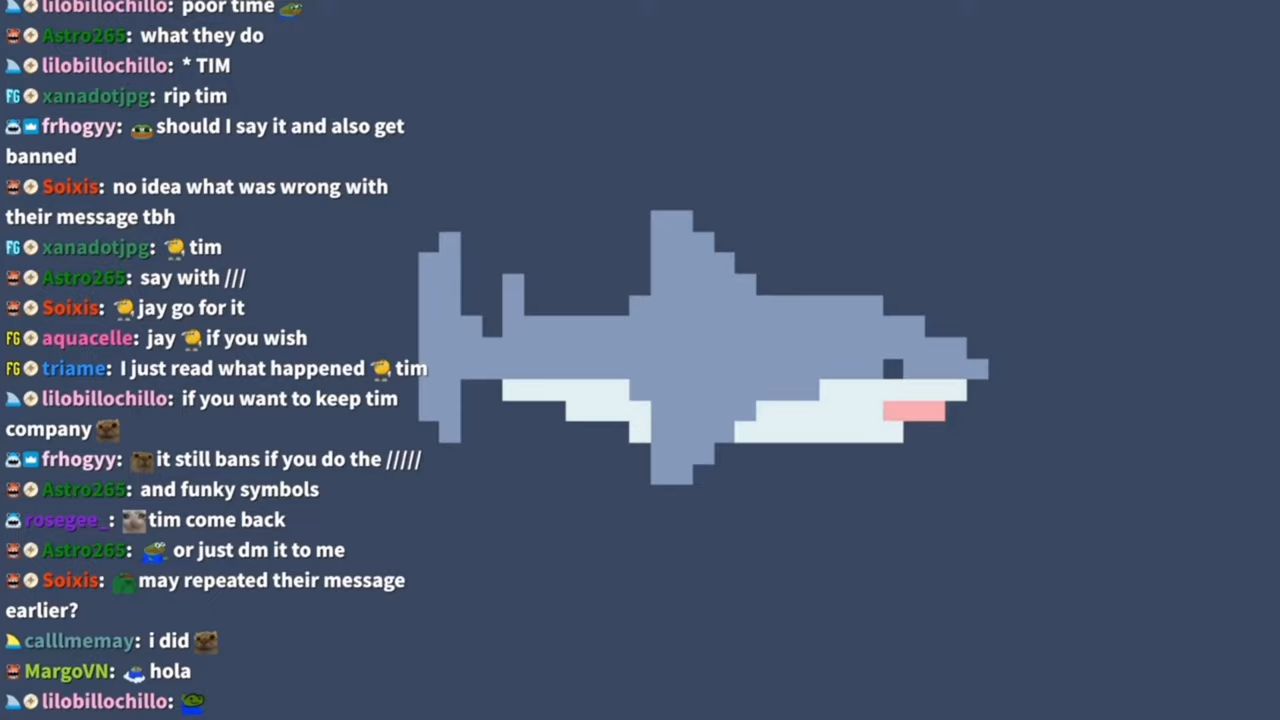 lilobillochillo: poor time
Astro265: what they do
lilobillochillo: * TIM
FG xanadotjpg: rip tim
frhogyy: should I say it and also get
banned
Soixis: no idea what was wrong with
their message tbh
FG xanadotjpg: tim
Astro265: say with ///
Soixis: jay go for it
FG aquacelle: jay if you wish
FG triame: I just read what happened tim
lilobillochillo: if you want to keep tim
company
frhogyy: it still bans if you do the /////
Astro265: and funky symbols
rosegee_: tim come back
Astro265: or just dm it to me
Soixis: may repeated their message
earlier?
calllmemay: i did
MargoVN: hola
lilobillochillo: